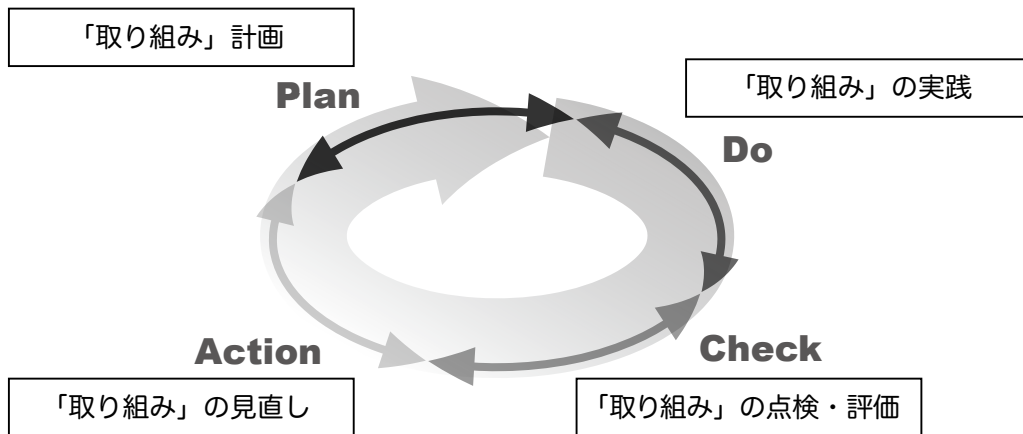 「取り組み」計画
Plan
「取り組み」の実践
Do
Check
「取り組み」の点検・評価
Action
「取り組み」の見直し